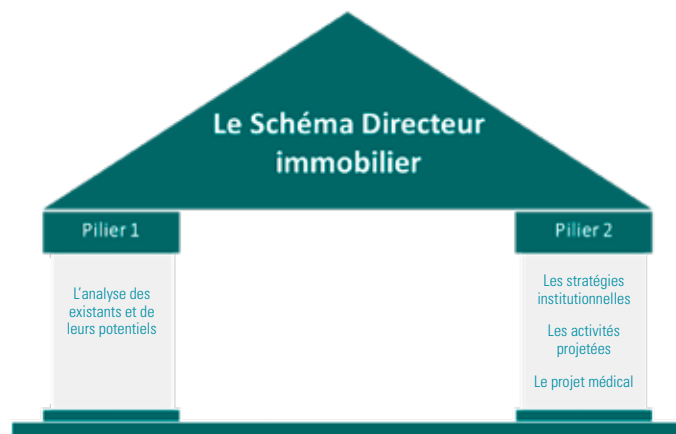 Le Schéma Directeur
immobilier
Pilier 1
L'analyse des
existants et de
leurs potentiels
Pilier 2
Les stratégies
institutionnelles
Les activités
projetées
Le projet médical